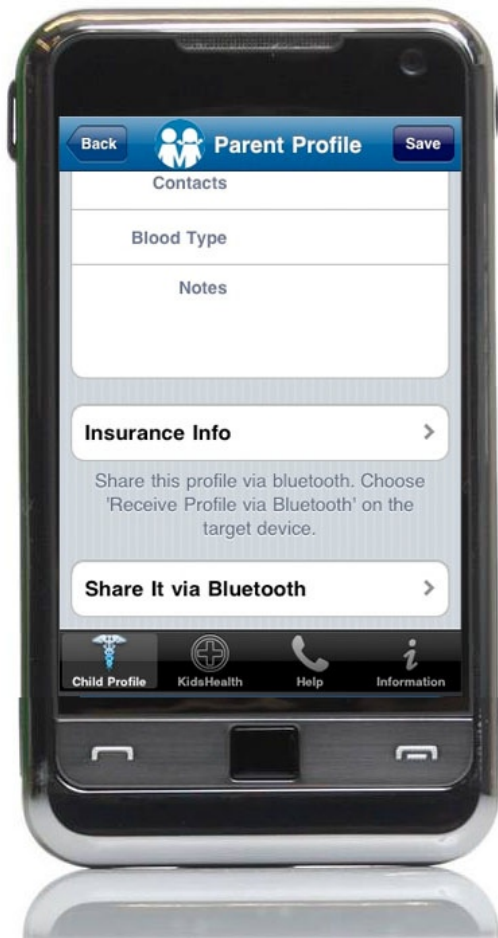 Back
Parent Profile
Save
Contacts
Blood Type
Notes
Insurance Info
Share this profile via bluetooth. Choose
'Receive Profile via Bluetooth' on the
target device.
Share It via Bluetooth
Child Profile
KidsHealth
Help
Information